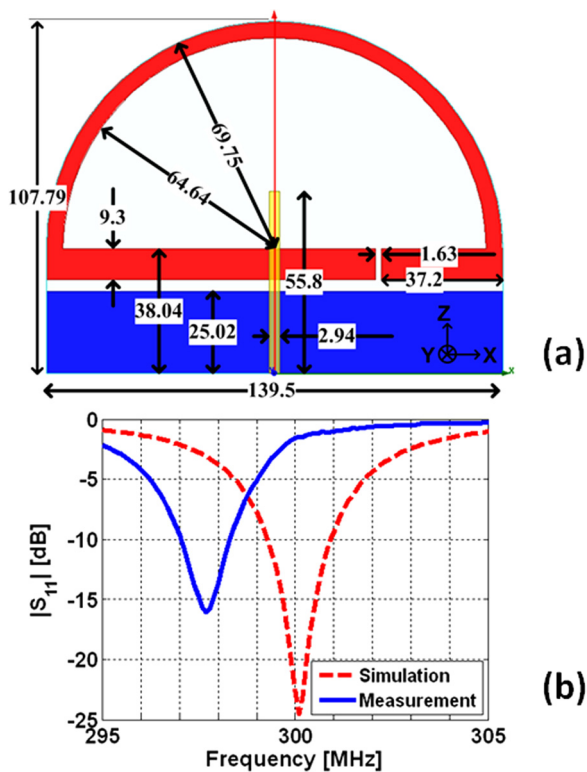 107.79
69.75
64.64
9.3
1.63
37.2
55.8
38.04
25.02
2.94
Z
Y
X
x
139.5
(a)
0
-5
-10
-15
-20
-25
|S11| [dB]
Simulation
Measurement
295
300
305
Frequency [MHz]
(b)